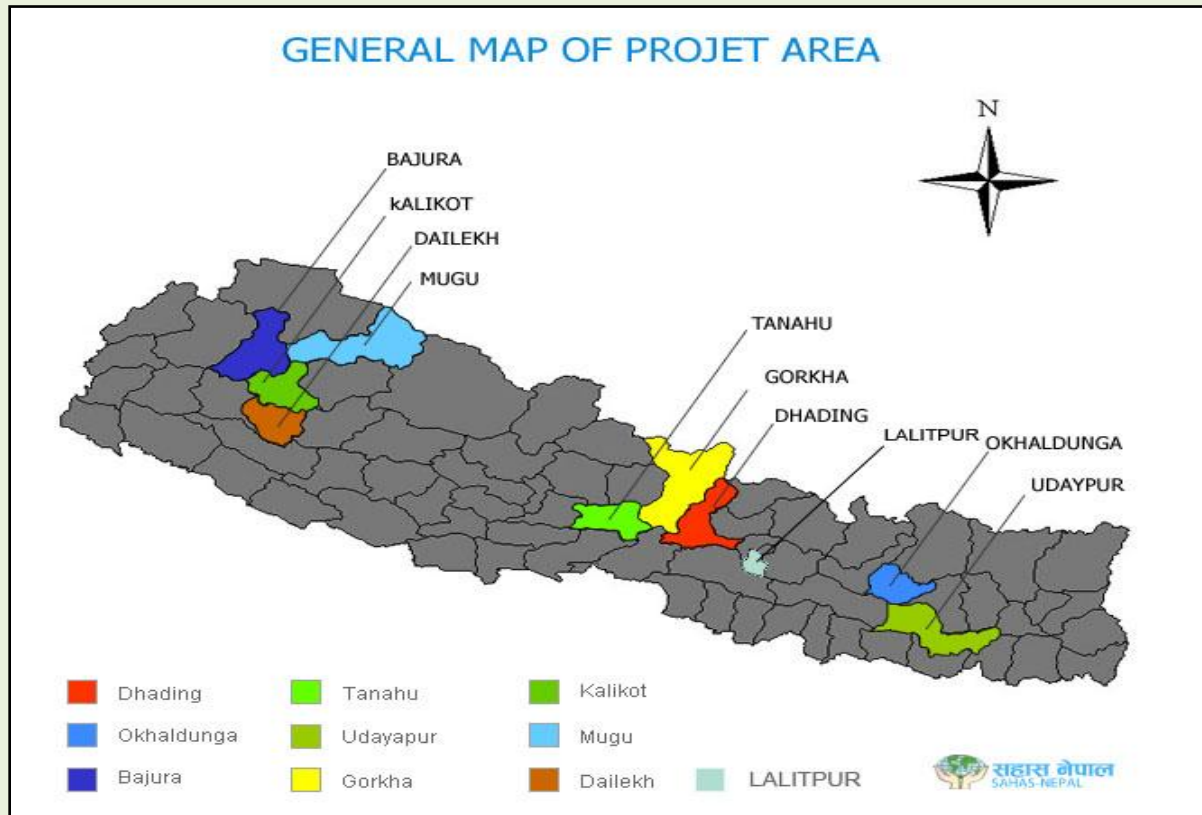 GENERAL MAP OF PROJET AREA
N
BAJURA
kALIKOT
DAILEKH
MUGU
TANAHU
GORKHA
DHADING
LALITPUR
OKHALDUNGA
UDAYPUR
Dhading
Tanahu
Kalikot
Okhaldunga
Udayapur
Mugu
Bajura
Gorkha
Dailekh
LALITPUR
सहास नेपाल
SAHAS-NEPAL